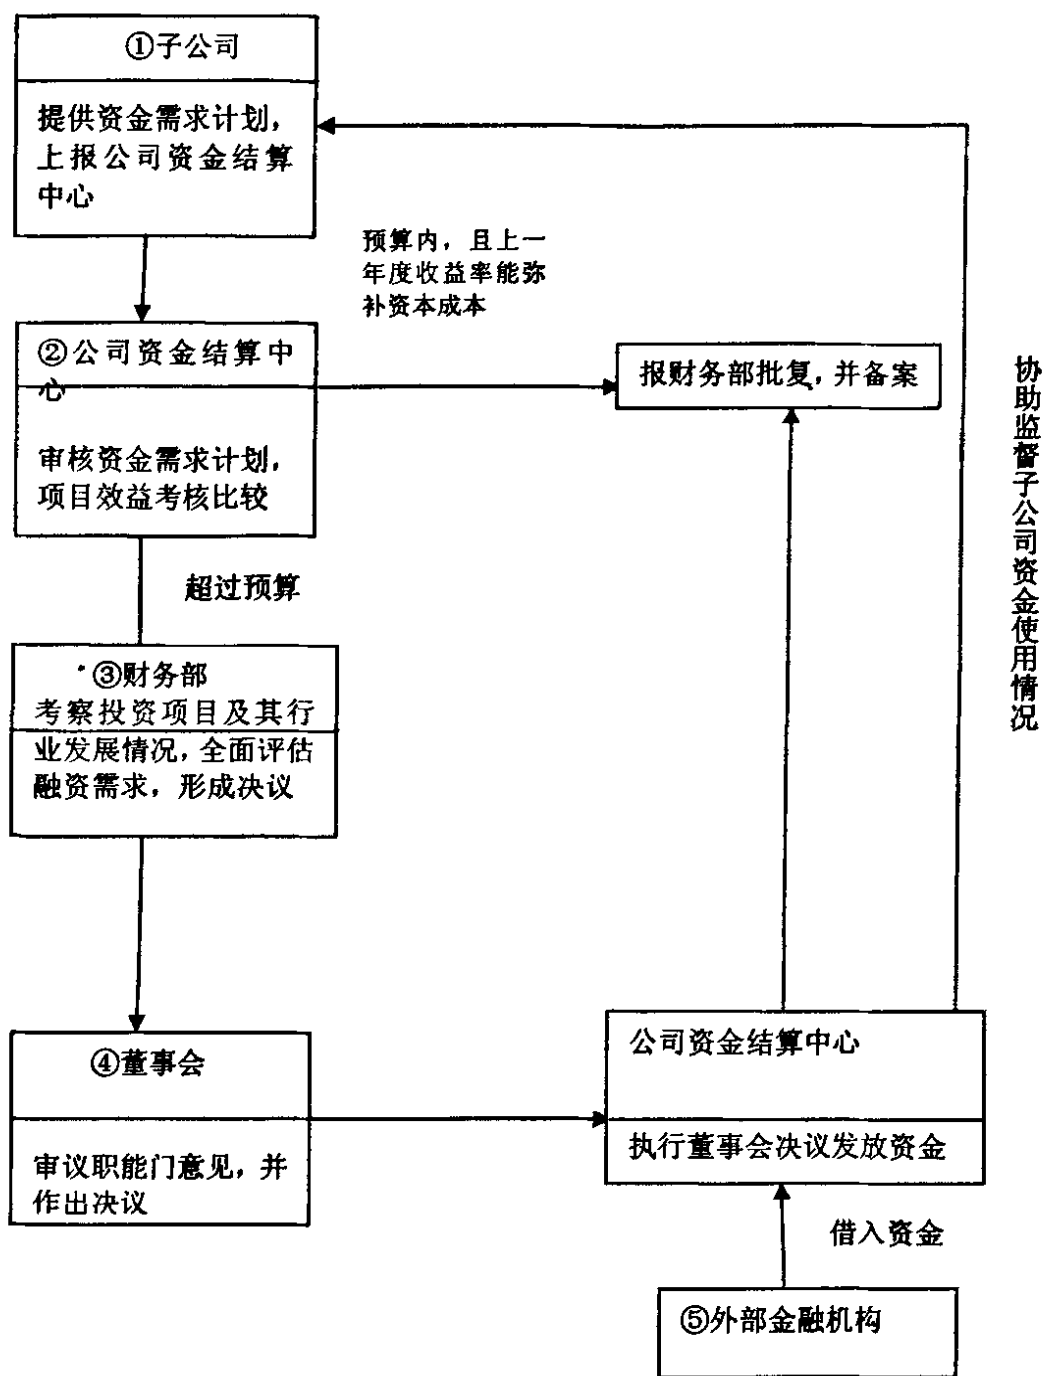 ①子公司
提供资金需求计划，
上报公司资金结算
中心
预算内，且上一
年度收益率能弥
补资本成本
②公司资金结算中
心
审核资金需求计划，
项目效益考核比较
报财务部批复，并备案
协助监督子公司资金使用情况
超过预算
③财务部
考察投资项目及其行
业发展情况，全面评估
融资需求，形成决议
④董事会
审议职能门意见，并
作出决议
公司资金结算中心
执行董事会决议发放资金
借入资金
⑤外部金融机构